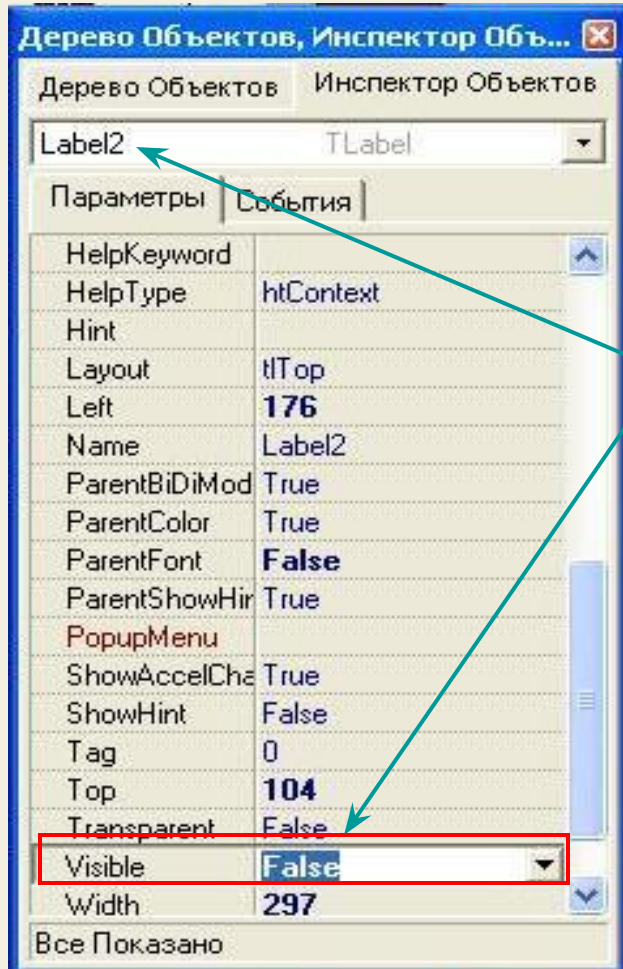 Дерево Объектов, Инспектор Объ...
Дерево Объектов Инспектор Объектов
Label2 TLabel
Параметры События
HelpKeyword
HelpType htContext
Hint
Layout tlTop
Left 176
Name Label2
ParentBiDiMod True
ParentColor True
ParentFont False
ParentShowHir True
PopupMenu
ShowAccelCha True
ShowHint False
Tag 0
Top 104
Transparent False
Visible False
Width 297
Все Показано